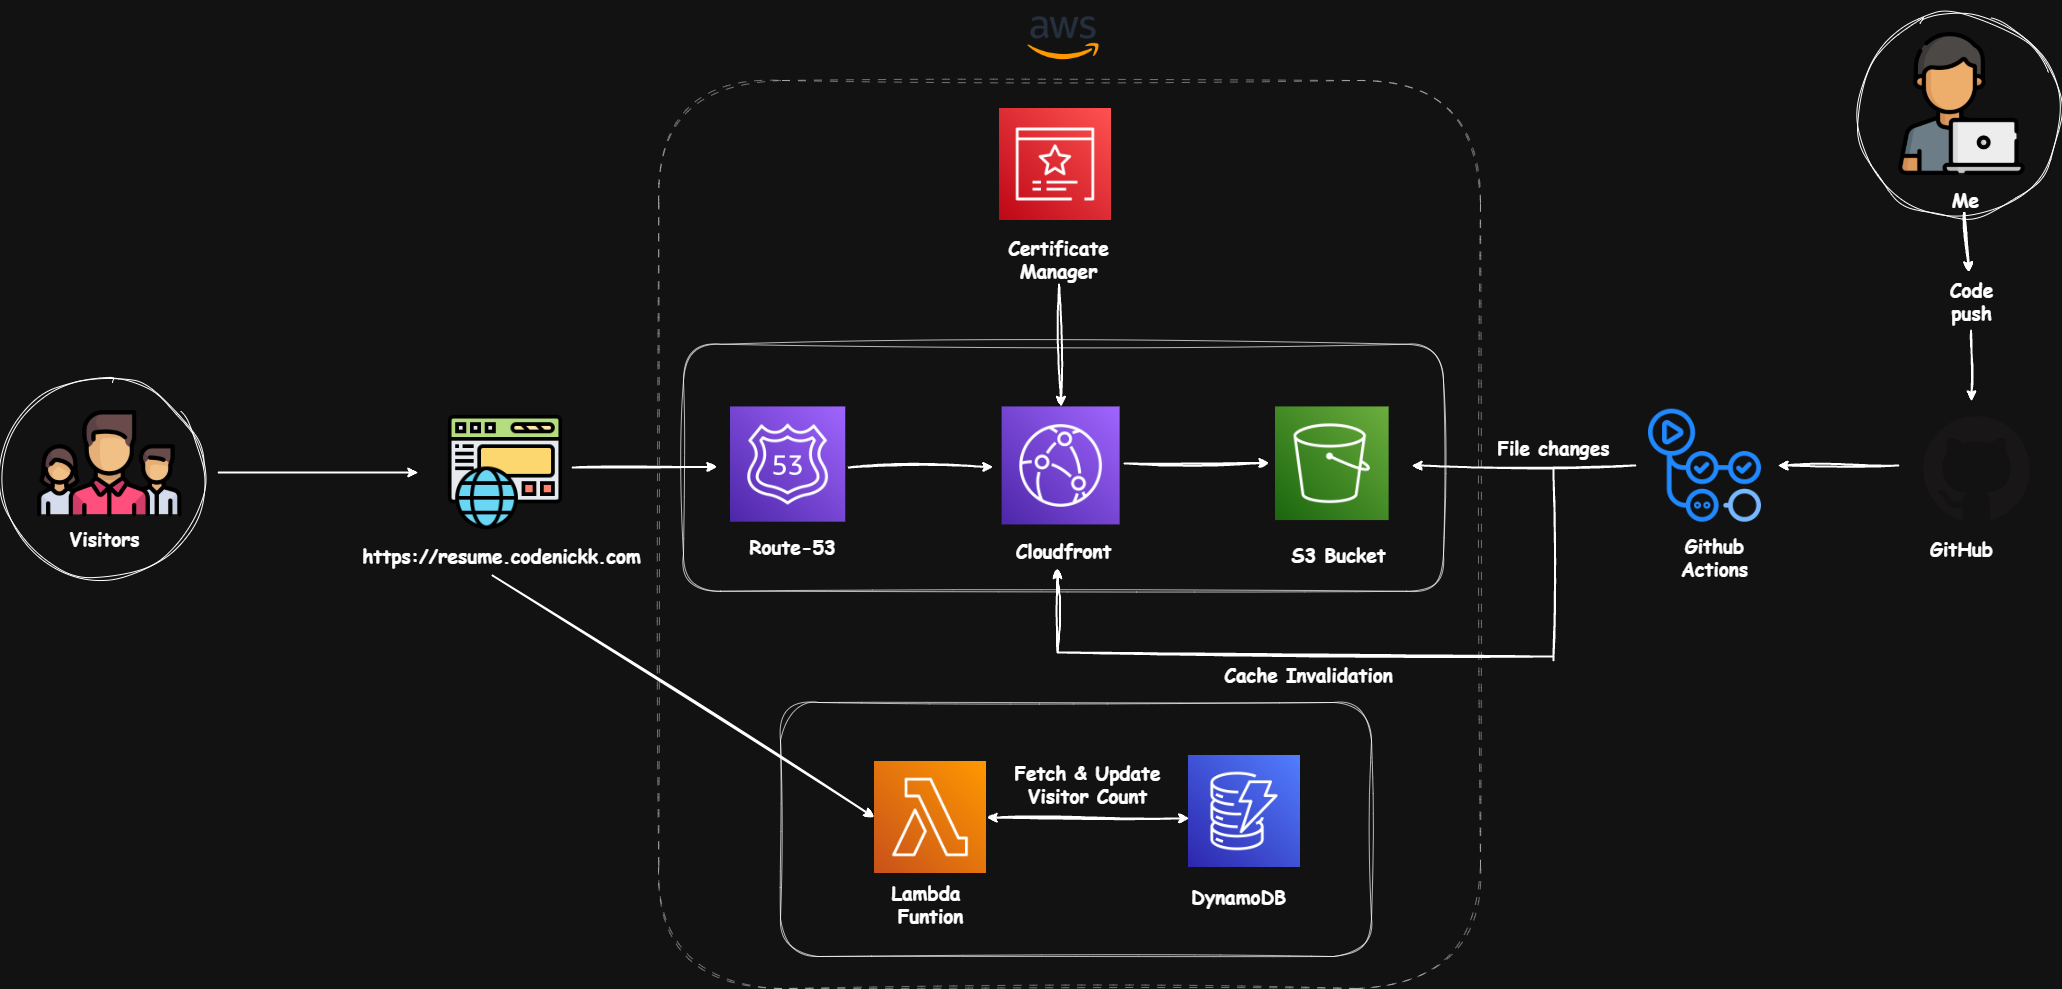 aws
Me
Certificate
Manager
Code
push
File changes
53
Visitors
https://resume.codenickk.com
Route-53
Cloudfront
S3 Bucket
Github
Actions
GitHub
Cache Invalidation
Fetch & Update
Visitor Count
Lambda
Funtion
DynamoDB